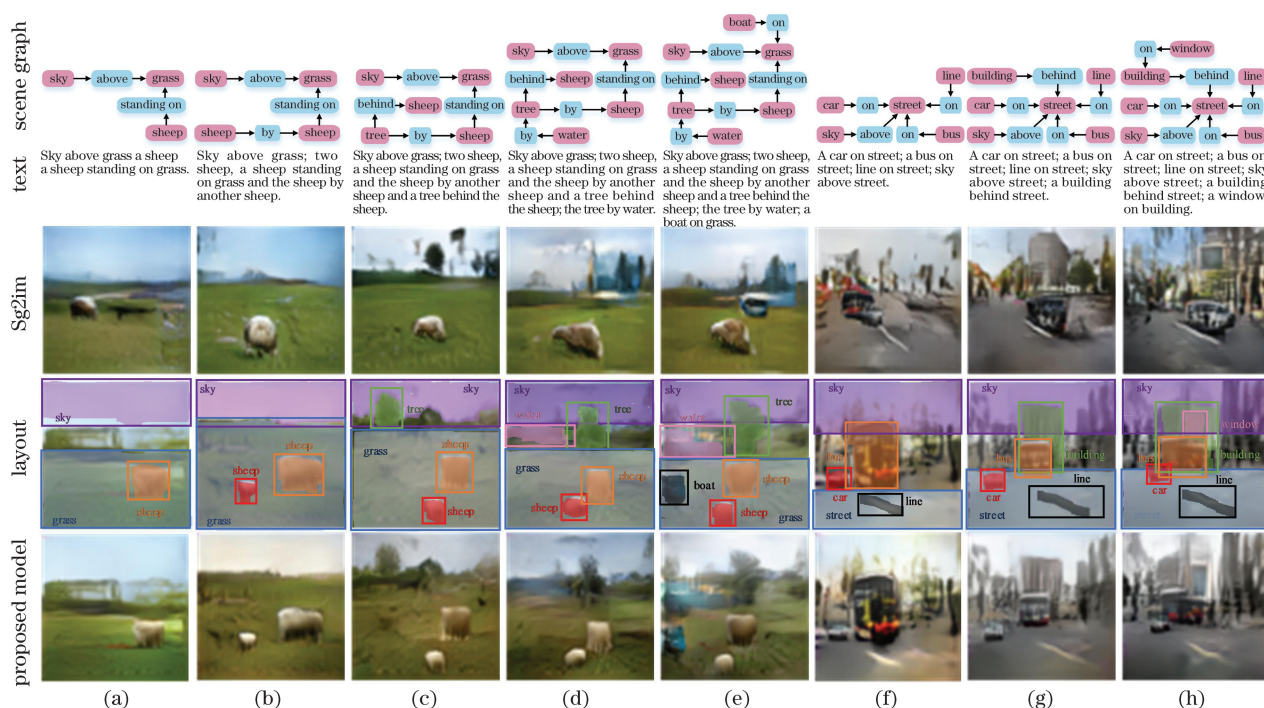 scene graph
sky above grass
standing on
sheep
sky above grass
standing on
sheep by sheep
sky above grass
behind sheep standing on
tree by sheep
sky above grass
behind sheep standing on
tree by sheep
by water
boat on
sky above grass
behind sheep standing on
tree by sheep
by water
line
car on street on
sky above on bus
building behind line
car on street on
sky above on bus
on window
building behind line
car on street on
sky above on bus
text
Sky above grass a sheep
a sheep standing on grass.
Sky above grass; two
sheep, a sheep standing
on grass and the sheep by
another sheep.
Sky above grass; two sheep,
a sheep standing on grass
and the sheep by another
sheep and a tree behind the
sheep.
Sky above grass; two sheep,
a sheep standing on grass
and the sheep by another
sheep and a tree behind
the sheep; the tree by water.
Sky above grass; two sheep,
a sheep standing on grass
and the sheep by another
sheep and a tree behind the
sheep; the tree by water; a
boat on grass.
A car on street; a bus on
street; line on street; sky
above street.
A car on street; a bus on
street; line on street; sky
above street; a building
behind street.
A car on street; a bus on
street; line on street; sky
above street; a building
behind street; a window
on building.
Sg2im
layout
sky
sheep
grass
sky
sheep
sheep
grass
sky
tree
grass
sheep
sheep
sky
tree
water
grass
sheep
sheep
sky
tree
water
boat
sheep
sheep
grass
sky
bus
car
line
street
sky
bus
building
car
line
street
sky
window
bus
building
car
line
street
proposed model
(a) (b) (c) (d) (e) (f) (g) (h)